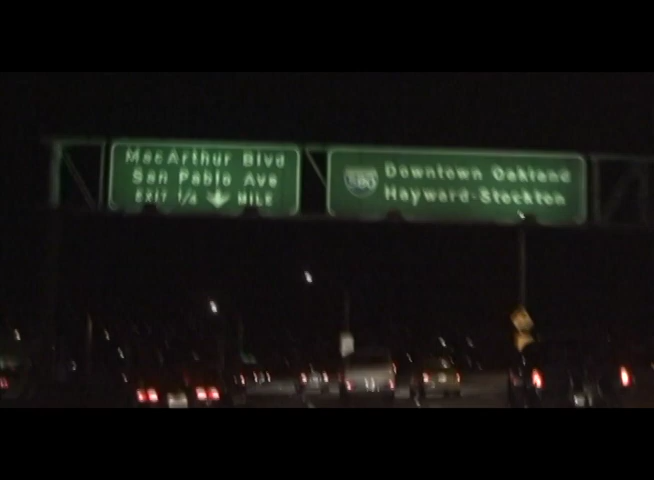 MacArthur Blvd
San Pablo Ave
EXIT 1/4 MILE
580
Downtown Oakland
Hayward-Stockton